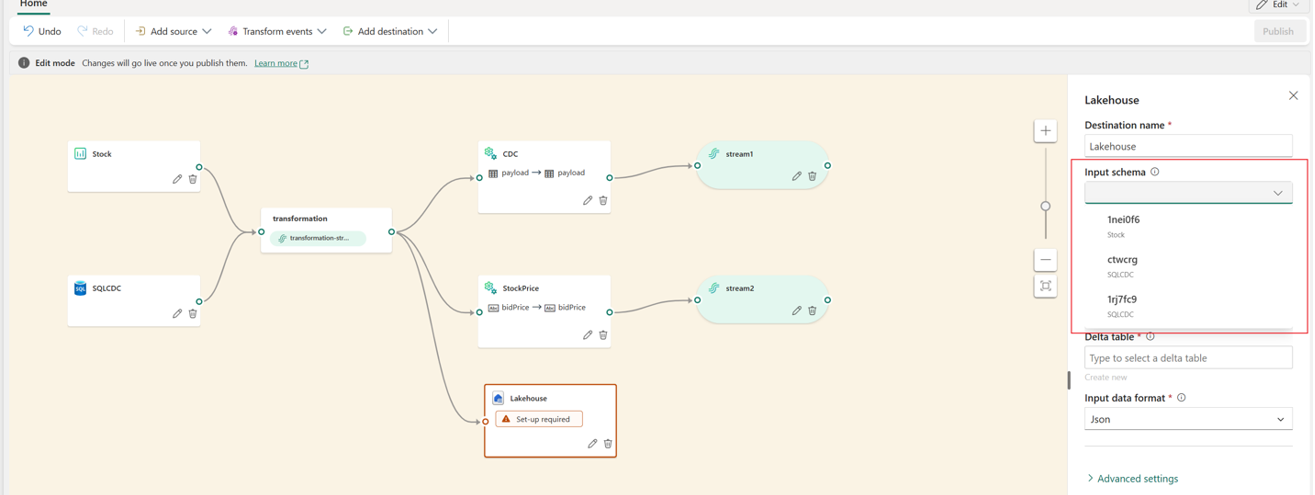 Home
Edit
Undo
Redo
Add source
Transform events
Add destination
Publish
Edit mode Changes will go live once you publish them. Learn more
Stock
SQLCDC
SQL
transformation
transformation-str...
CDC
payload → payload
StockPrice
Abc bidPrice → Abc bidPrice
stream1
stream2
Lakehouse
Set-up required
Lakehouse
Destination name *
Lakehouse
Input schema
1nei0f6
Stock
ctwcrg
SQLCDC
1rj7fc9
SQLCDC
Delta table *
Type to select a delta table
Create new
Input data format *
Json
Advanced settings